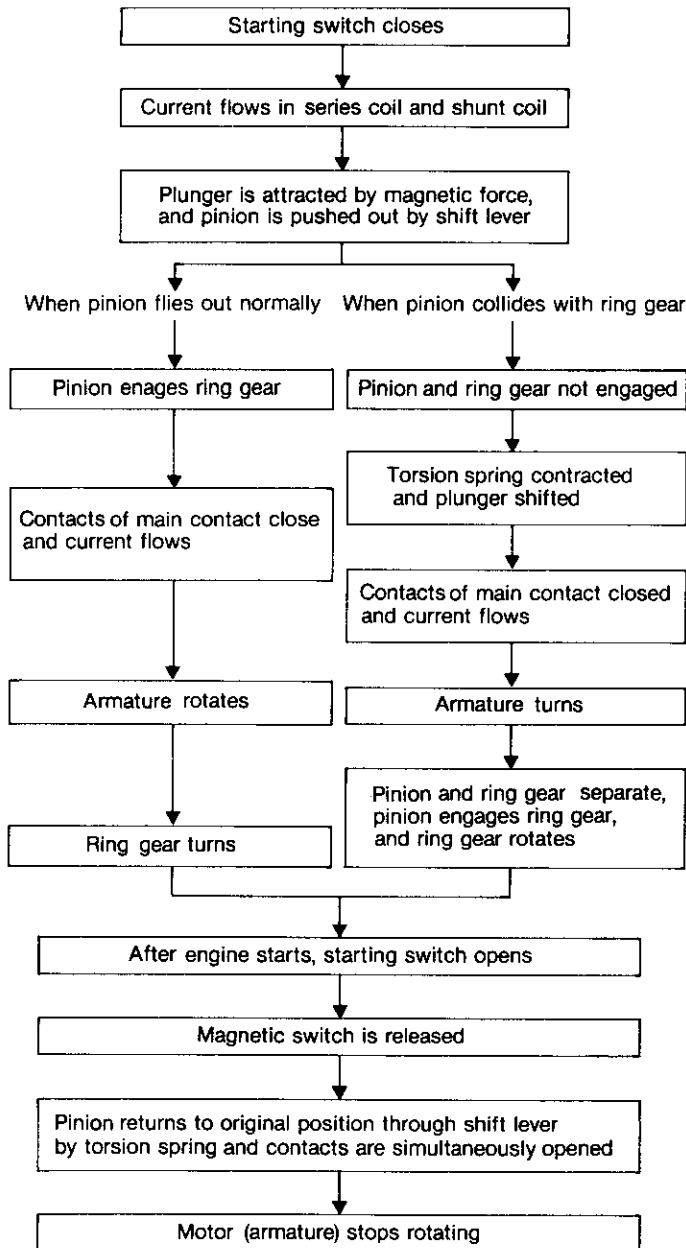 Starting switch closes
Current flows in series coil and shunt coil
Plunger is attracted by magnetic force,
and pinion is pushed out by shift lever
When pinion flies out normally
When pinion collides with ring gear
Pinion enages ring gear
Pinion and ring gear not engaged
Torsion spring contracted
and plunger shifted
Contacts of main contact close
and current flows
Contacts of main contact closed
and current flows
Armature rotates
Armature turns
Pinion and ring gear separate,
pinion engages ring gear,
and ring gear rotates
Ring gear turns
After engine starts, starting switch opens
Magnetic switch is released
Pinion returns to original position through shift lever
by torsion spring and contacts are simultaneously opened
Motor (armature) stops rotating